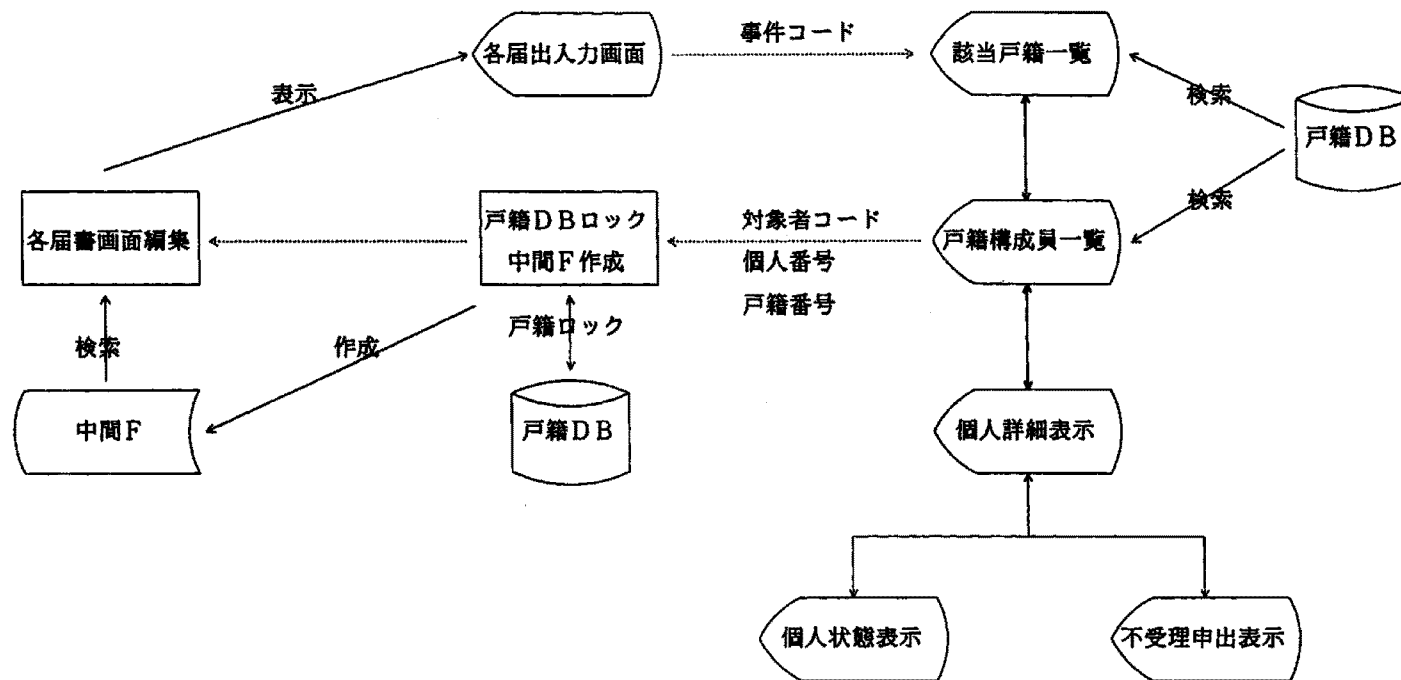 各届出入力画面
事件コード
該当戸籍一覧
表示
検索
戸籍DB
検索
各届書画面編集
戸籍DBロック
中間F作成
対象者コード
個人番号
戸籍番号
戸籍構成員一覧
検索
作成
戸籍ロック
中間F
戸籍DB
個人詳細表示
個人状態表示
不受理申出表示